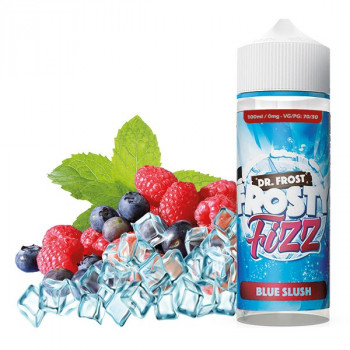 100ml / 0mg - VG/PG: 70/30
DR. FROST
FROSTY
FIZZ
BLUE SLUSH